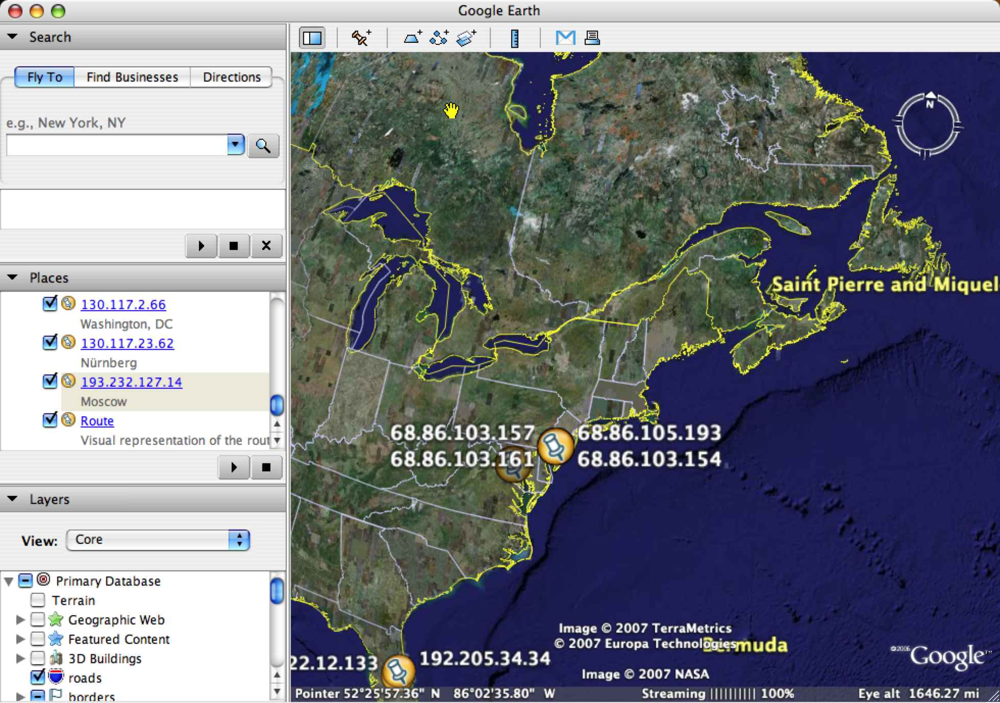 Google Earth
Search
Fly To
Find Businesses
Directions
e.g., New York, NY
Places
130.117.2.66
Washington, DC
130.117.23.62
Nürnberg
193.232.127.14
Moscow
Route
Visual representation of the rout
Layers
View: Core
Primary Database
Terrain
Geographic Web
Featured Content
3D Buildings
roads
borders
N
Saint Pierre and Miquel
68.86.103.157
68.86.105.193
68.86.103.161
68.86.103.154
22.12.133
192.205.34.34
Image © 2007 TerraMetrics
© 2007 Europa Technologies
Bermuda
Image © 2007 NASA
©2006 Google™
Pointer 52°25'57.36" N 86°02'35.80" W
Streaming |||||||||| 100%
Eye alt 1646.27 mi